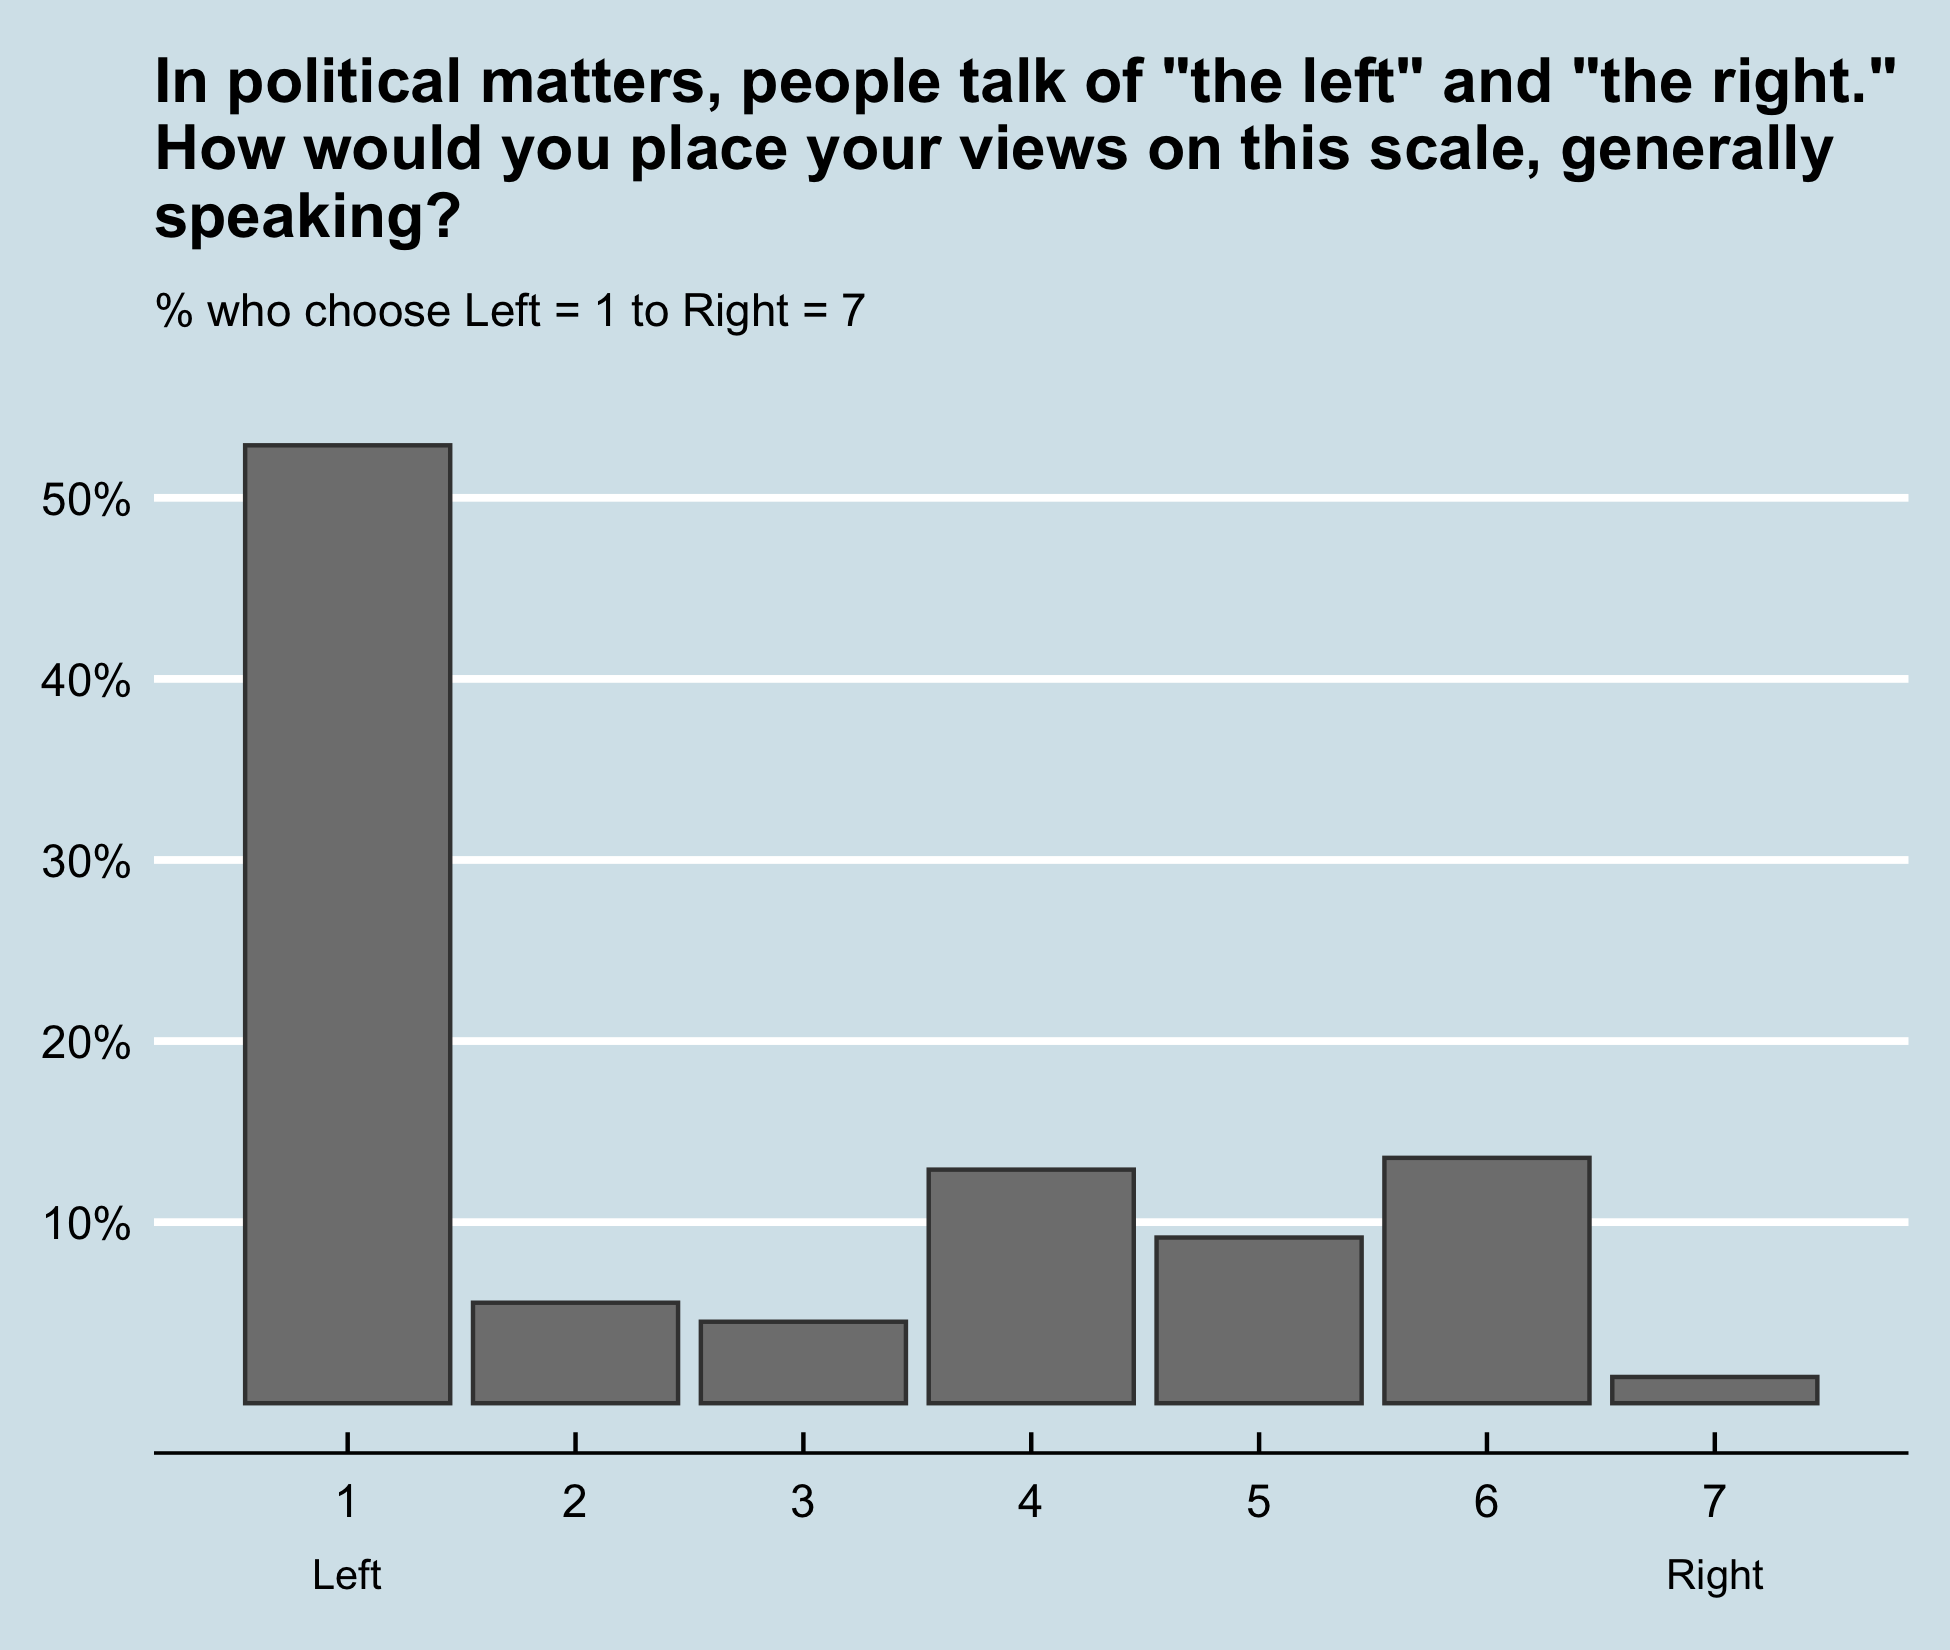 In political matters, people talk of "the left" and "the right."
How would you place your views on this scale, generally
speaking?
% who choose Left = 1 to Right = 7
50%
40%
30%
20%
10%
1 2 3 4 5 6 7
Left Right